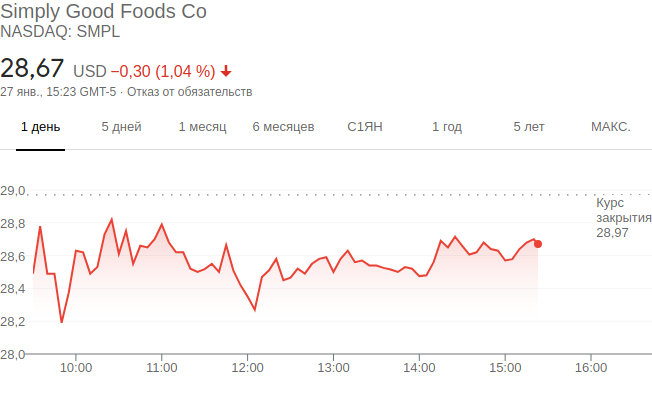 Simply Good Foods Co
NASDAQ: SMPL
28,67 USD −0,30 (1,04 %)
27 янв., 15:23 GMT-5 · Отказ от обязательств
1 день 5 дней 1 месяц 6 месяцев С1ЯН 1 год 5 лет МАКС.
29,0
Курс
28,8
закрытия
28,97
28,6
28,4
28,2
28,0
10:00 11:00 12:00 13:00 14:00 15:00 16:00